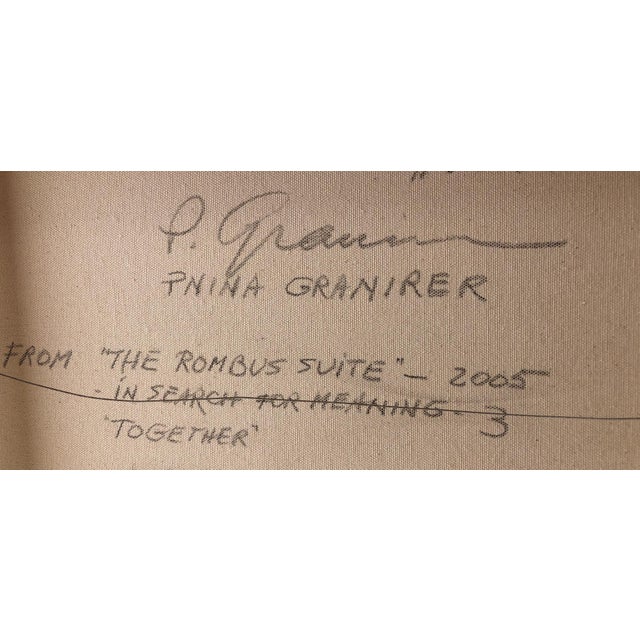 P. Granirer
PNINA GRANIRER
FROM "THE ROMBUS SUITE" - 2005
- IN SEARCH FOR MEANING - 3
"TOGETHER"